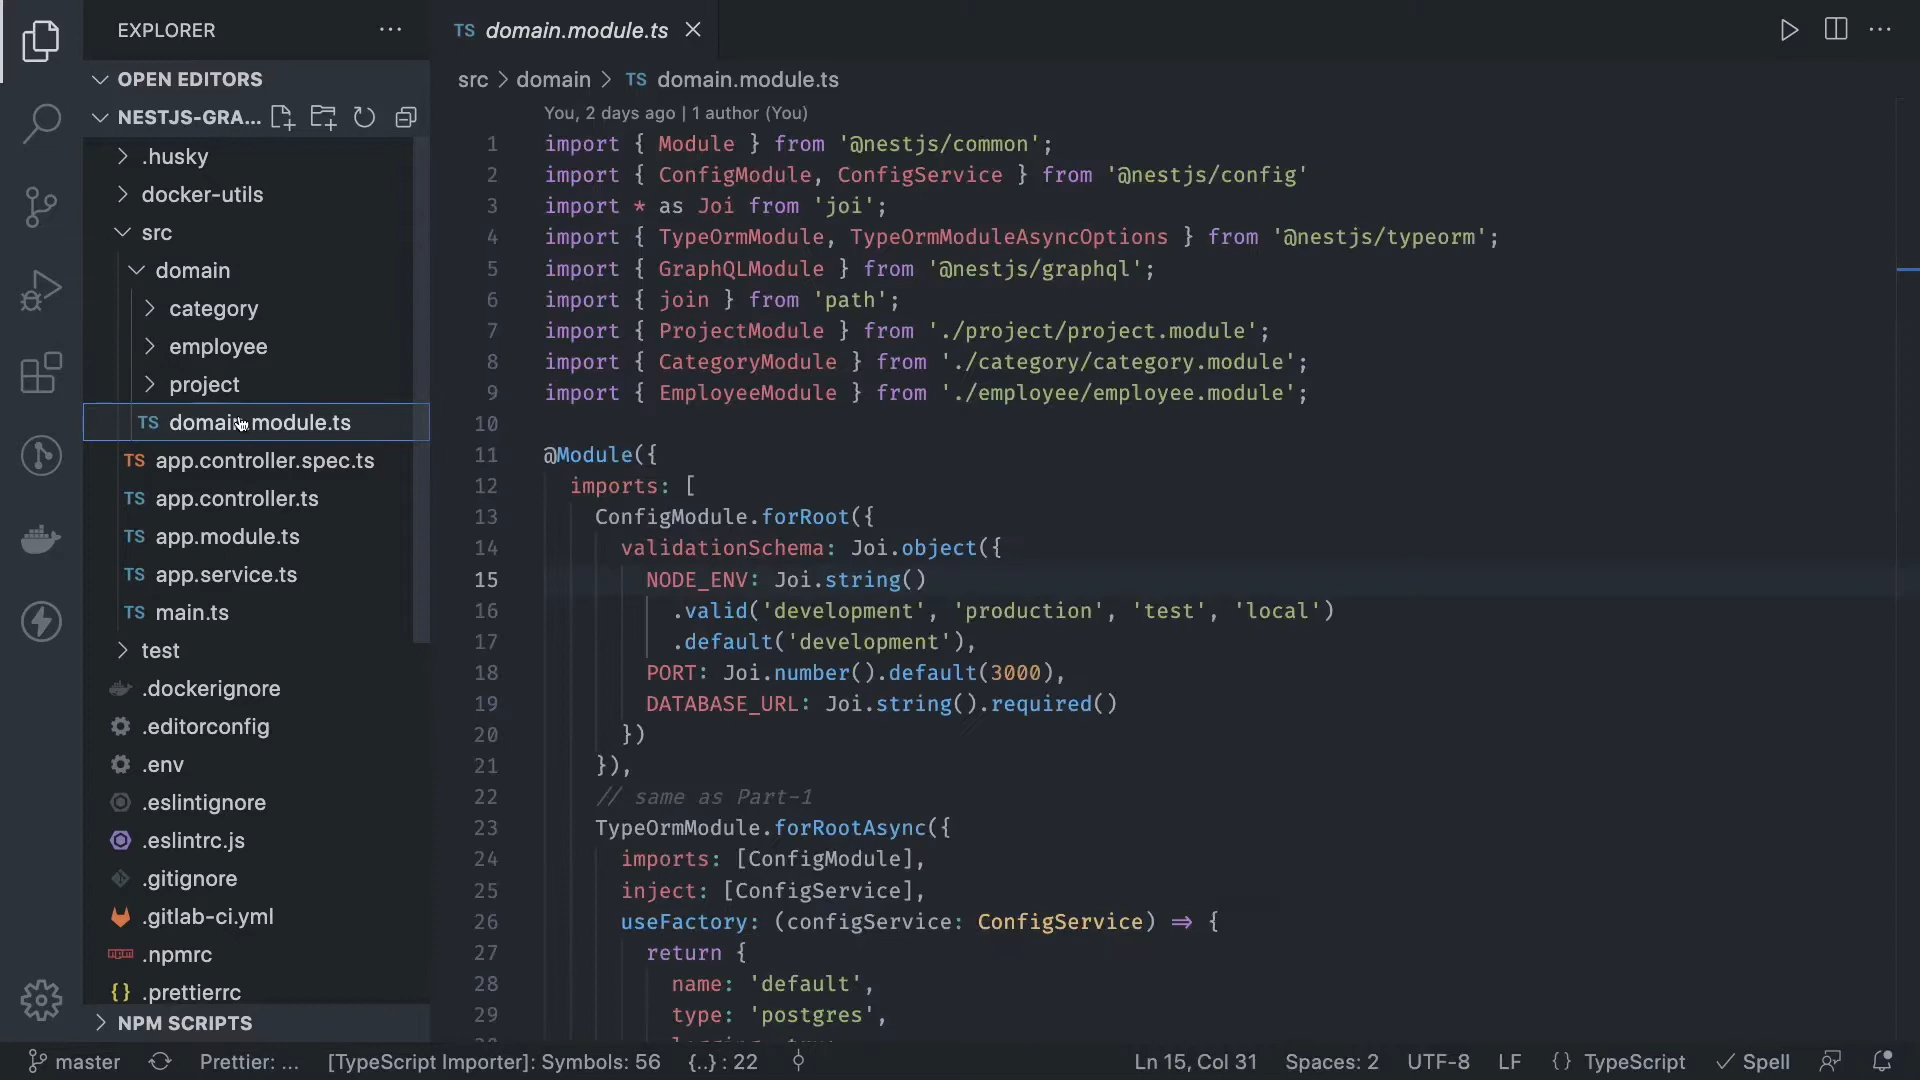 EXPLORER
OPEN EDITORS
NESTJS-GRA...
.husky
docker-utils
src
domain
category
employee
project
TS domain.module.ts
TS app.controller.spec.ts
TS app.controller.ts
TS app.module.ts
TS app.service.ts
TS main.ts
test
.dockerignore
.editorconfig
.env
.eslintignore
.eslintrc.js
.gitignore
.gitlab-ci.yml
.npmrc
{} .prettierrc
NPM SCRIPTS
TS domain.module.ts
src > domain > TS domain.module.ts
You, 2 days ago | 1 author (You)
1 import { Module } from '@nestjs/common';
2 import { ConfigModule, ConfigService } from '@nestjs/config'
3 import * as Joi from 'joi';
4 import { TypeOrmModule, TypeOrmModuleAsyncOptions } from '@nestjs/typeorm';
5 import { GraphQLModule } from '@nestjs/graphql';
6 import { join } from 'path';
7 import { ProjectModule } from './project/project.module';
8 import { CategoryModule } from './category/category.module';
9 import { EmployeeModule } from './employee/employee.module';
10
11 @Module({
12 imports: [
13 ConfigModule.forRoot({
14 validationSchema: Joi.object({
15 NODE_ENV: Joi.string()
16 .valid('development', 'production', 'test', 'local')
17 .default('development'),
18 PORT: Joi.number().default(3000),
19 DATABASE_URL: Joi.string().required()
20 })
21 }),
22 // same as Part-1
23 TypeOrmModule.forRootAsync({
24 imports: [ConfigModule],
25 inject: [ConfigService],
26 useFactory: (configService: ConfigService) ⇒ {
27 return {
28 name: 'default',
29 type: 'postgres',
master Prettier: ... [TypeScript Importer]: Symbols: 56 {..} : 22 Ln 15, Col 31 Spaces: 2 UTF-8 LF {} TypeScript Spell